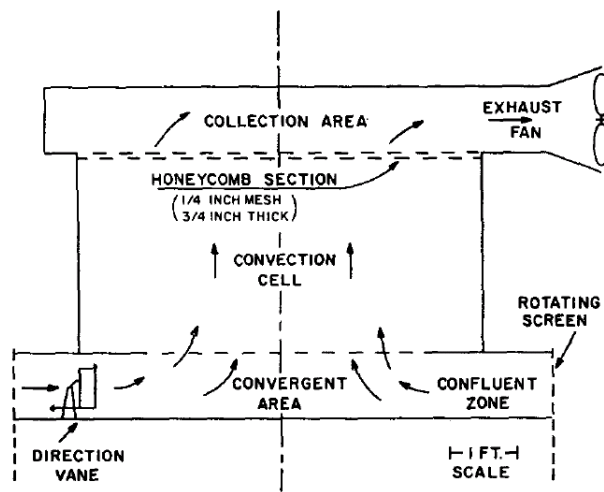 COLLECTION AREA
EXHAUST
FAN
HONEYCOMB SECTION
(1/4 INCH MESH
3/4 INCH THICK)
CONVECTION
CELL
ROTATING
SCREEN
CONVERGENT
AREA
CONFLUENT
ZONE
DIRECTION
VANE
1 FT.
SCALE